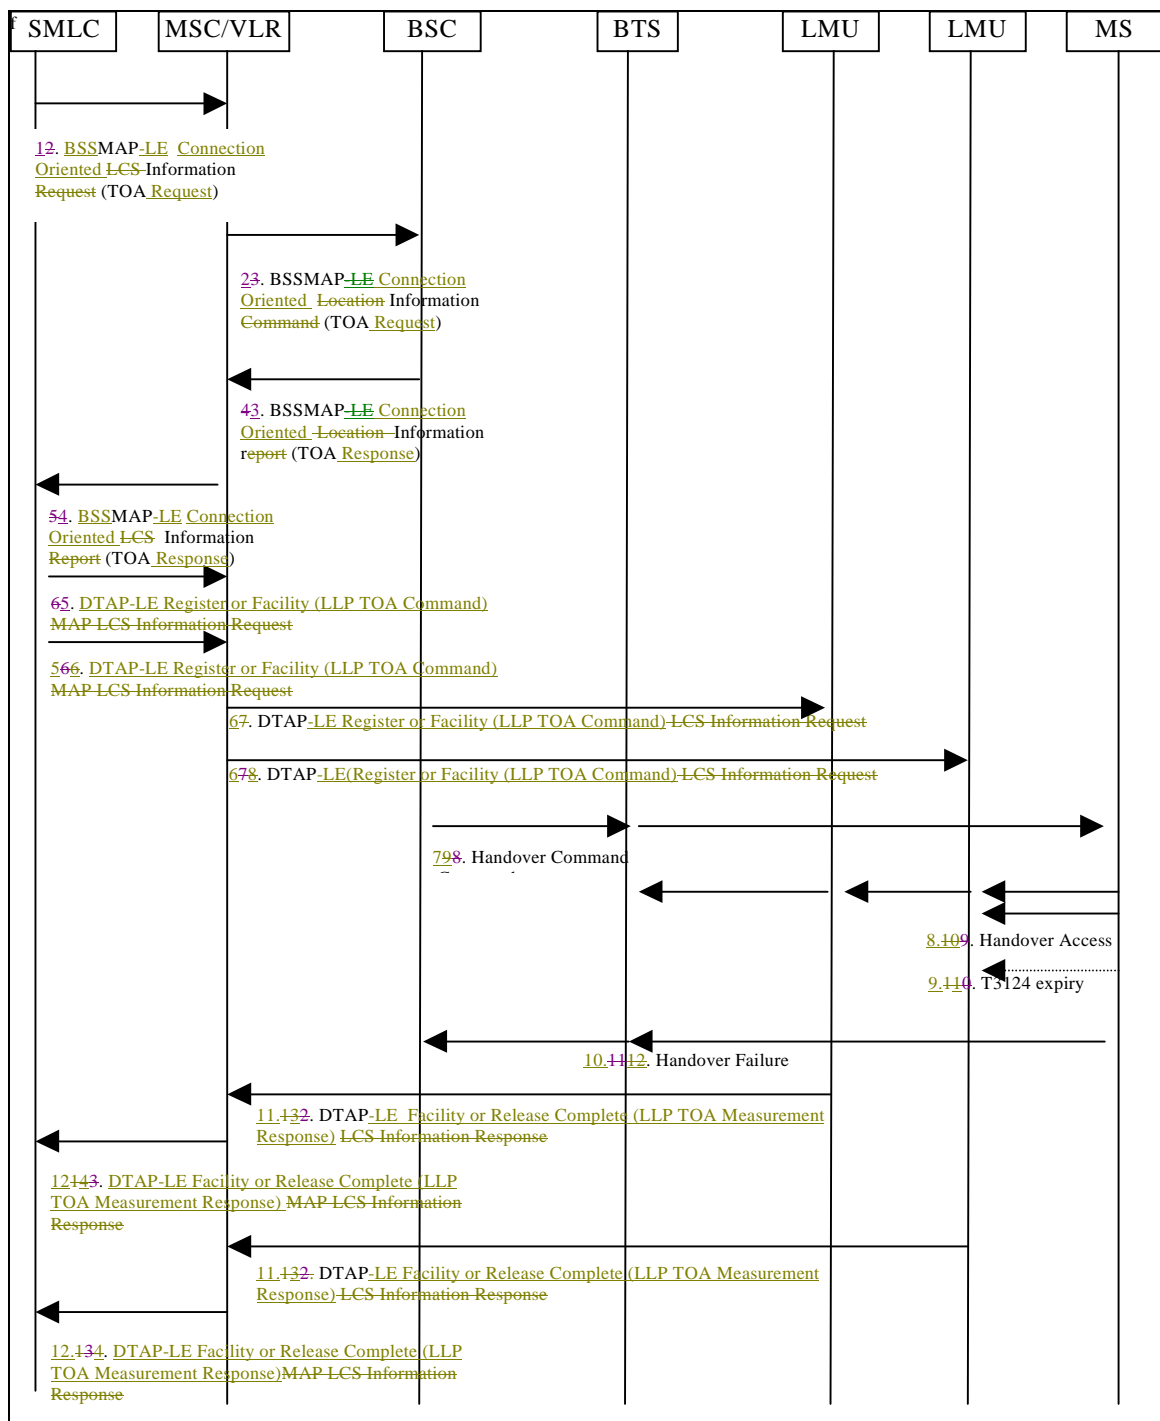 f
SMLC MSC/VLR BSC BTS LMU LMU MS
12. BSSMAP-LE Connection
Oriented LCS Information
Request (TOA Request)
23. BSSMAP-LE Connection
Oriented Location Information
Command (TOA Request)
43. BSSMAP-LE Connection
Oriented Location Information
report (TOA Response)
54. BSSMAP-LE Connection
Oriented LCS Information
Report (TOA Response)
65. DTAP-LE Register or Facility (LLP TOA Command)
MAP LCS Information Request
566. DTAP-LE Register or Facility (LLP TOA Command)
MAP LCS Information Request
67. DTAP-LE Register or Facility (LLP TOA Command) LCS Information Request
678. DTAP-LE(Register or Facility (LLP TOA Command) LCS Information Request
798. Handover Command
8.109. Handover Access
9.110. T3124 expiry
10.1112. Handover Failure
11.132. DTAP-LE Facility or Release Complete (LLP TOA Measurement
Response) LCS Information Response
12143. DTAP-LE Facility or Release Complete (LLP
TOA Measurement Response) MAP LCS Information
Response
11.132. DTAP-LE Facility or Release Complete (LLP TOA Measurement
Response) LCS Information Response
12.134. DTAP-LE Facility or Release Complete (LLP
TOA Measurement Response)MAP LCS Information
Response